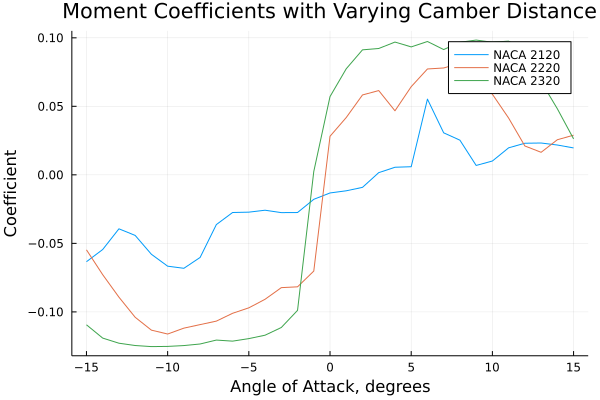 Moment Coefficients with Varying Camber Distance
0.10
0.05
0.00
−0.05
−0.10
Coefficient
NACA 2120
NACA 2220
NACA 2320
−15
−10
−5
0
5
10
15
Angle of Attack, degrees